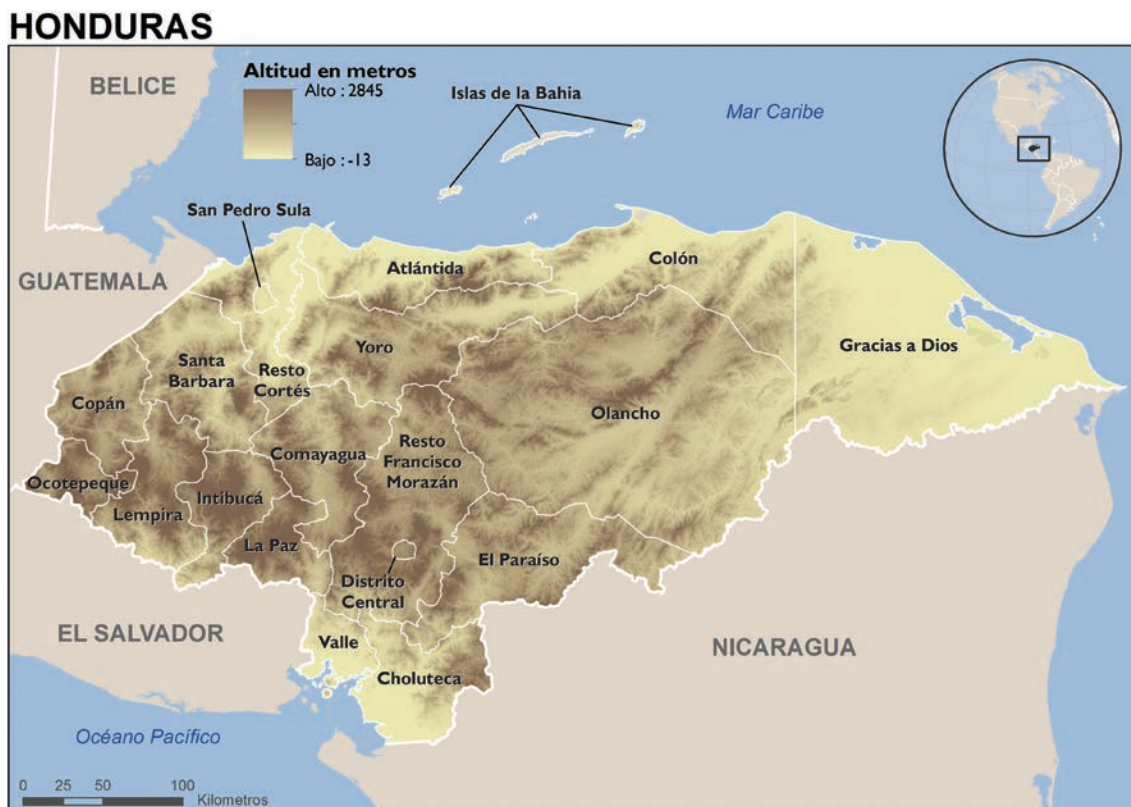 HONDURAS
BELICE
Altitud en metros
Alto : 2845
Bajo : -13
Islas de la Bahia
Mar Caribe
San Pedro Sula
GUATEMALA
Atlántida
Colón
Gracias a Dios
Yoro
Santa
Barbara
Resto
Cortés
Copán
Olancho
Resto
Francisco
Morazán
Comayagua
Ocotepeque
Intibucá
Lempira
La Paz
El Paraíso
Distrito
Central
EL SALVADOR
Valle
NICARAGUA
Choluteca
Océano Pacífico
0 25 50 100
Kilometros